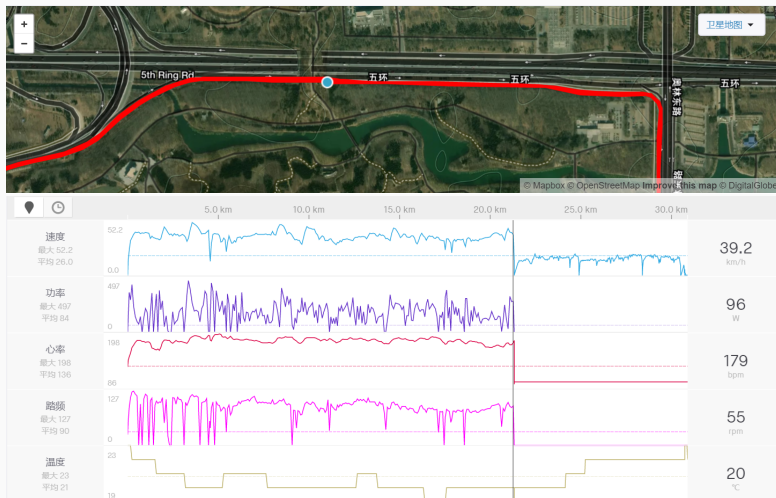 +
−
卫星地图
5th Ring Rd
五环
五环
五环
奥林东路
© Mapbox © OpenStreetMap Improve this map © DigitalGlobe
5.0 km 10.0 km 15.0 km 20.0 km 25.0 km 30.0 km
速度
最大 52.2
平均 26.0
52.2
0.0
39.2
km/h
功率
最大 497
平均 84
497
0
96
W
心率
最大 198
平均 136
198
86
179
bpm
踏频
最大 127
平均 90
127
0
55
rpm
温度
最大 23
平均 21
23
19
20
℃